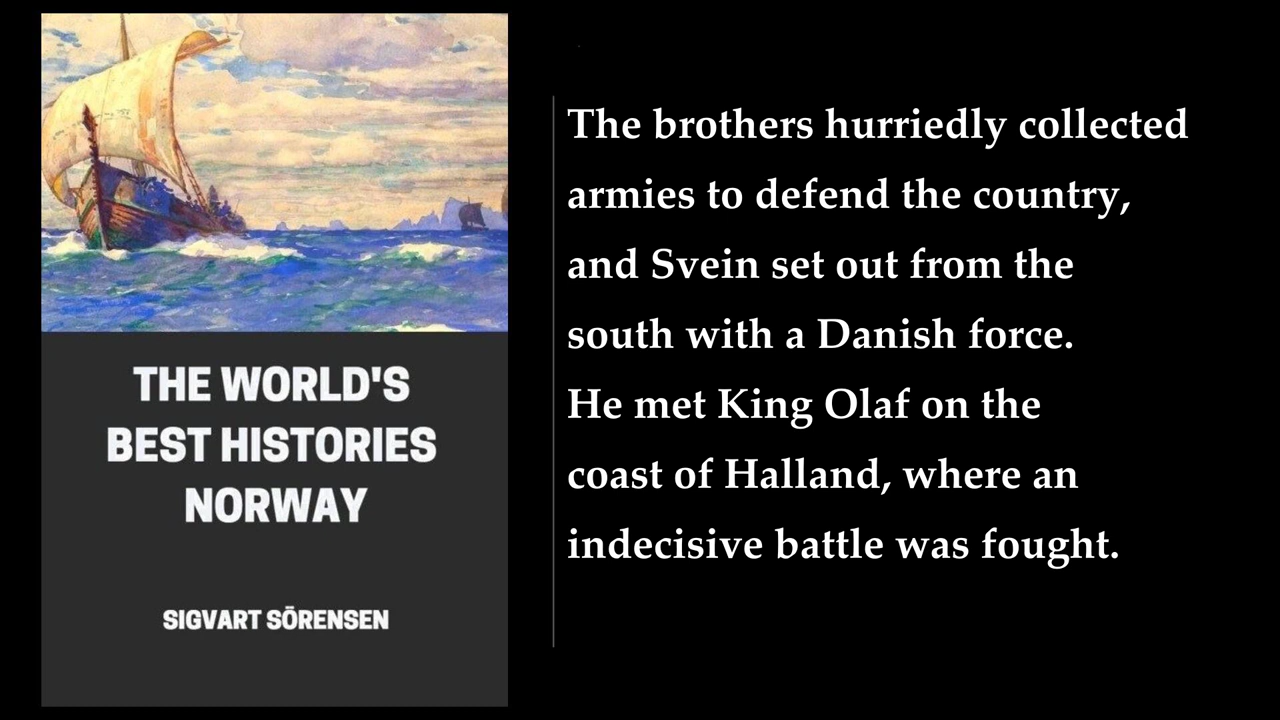 THE WORLD'S
BEST HISTORIES
NORWAY
SIGVART SÖRENSEN
The brothers hurriedly collected
armies to defend the country,
and Svein set out from the
south with a Danish force.
He met King Olaf on the
coast of Halland, where an
indecisive battle was fought.